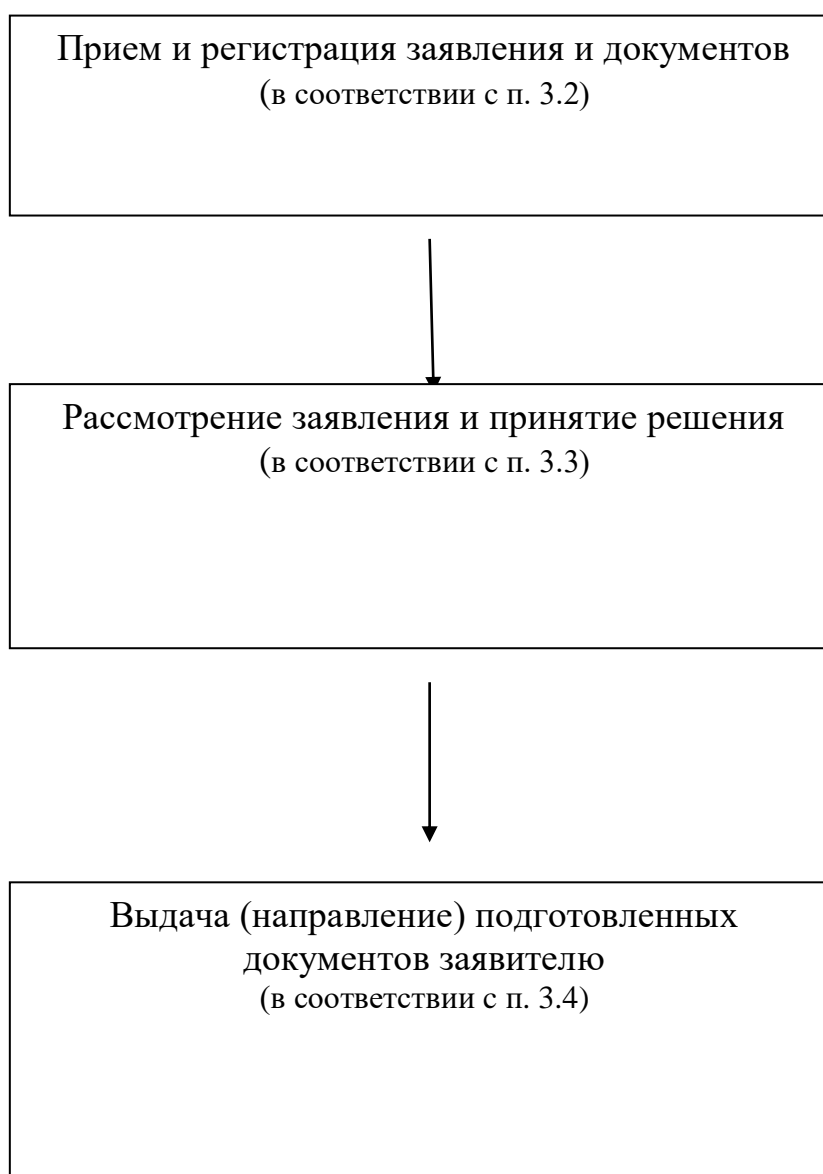 Прием и регистрация заявления и документов
(в соответствии с п. 3.2)
Рассмотрение заявления и принятие решения
(в соответствии с п. 3.3)
Выдача (направление) подготовленных
документов заявителю
(в соответствии с п. 3.4)